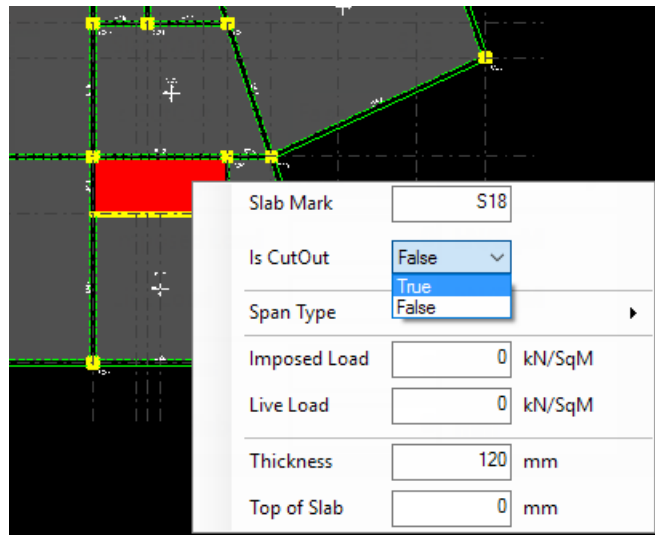 Slab Mark S18
Is CutOut False
True
False
Span Type
Imposed Load 0 kN/SqM
Live Load 0 kN/SqM
Thickness 120 mm
Top of Slab 0 mm